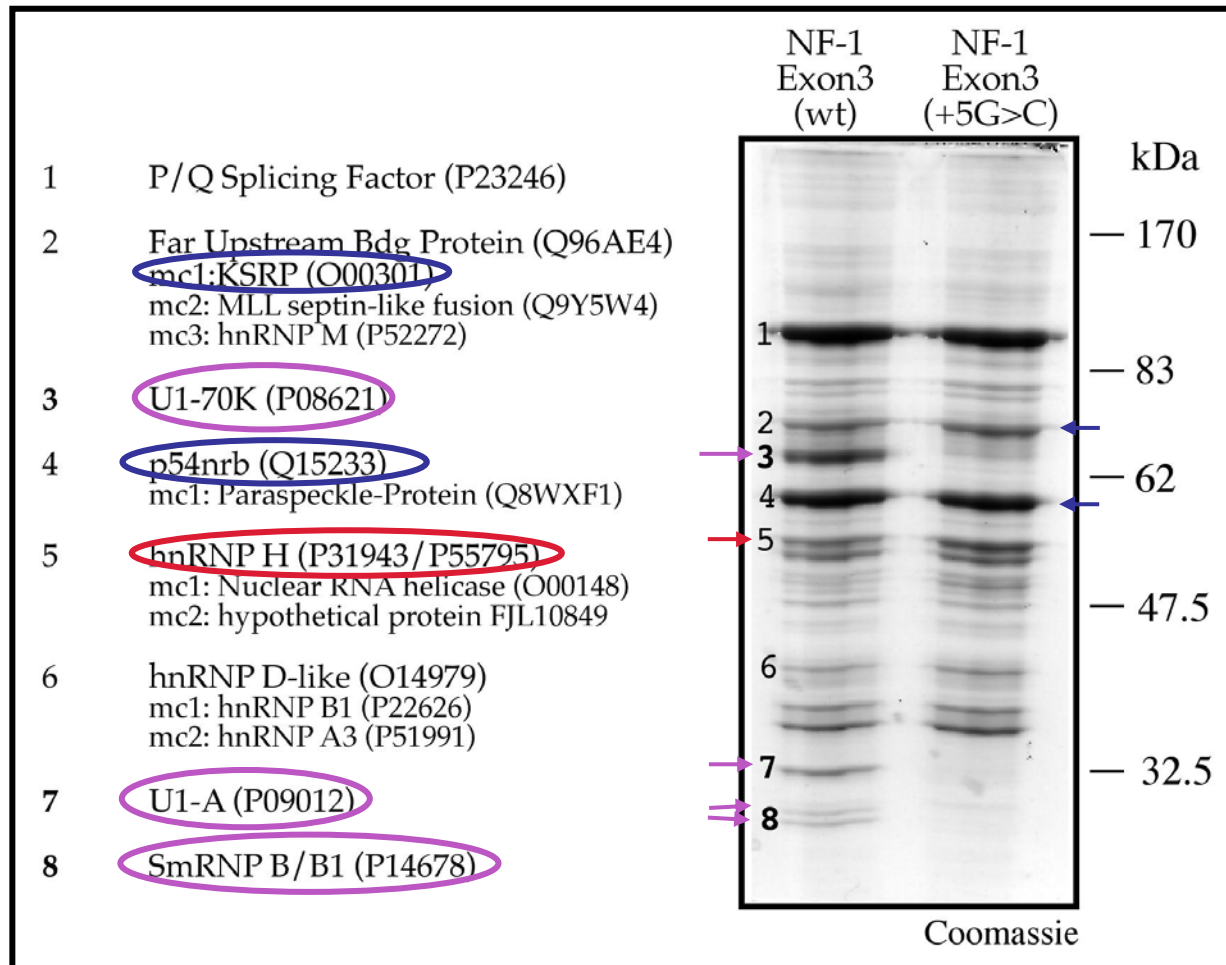 NF-1
Exon3
(wt)
NF-1
Exon3
(+5G>C)
kDa
1 P/Q Splicing Factor (P23246)
2 Far Upstream Bdg Protein (Q96AE4)
mc1:KSRP (O00301)
mc2: MLL septin-like fusion (Q9Y5W4)
mc3: hnRNP M (P52272)
3 U1-70K (P08621)
4 p54nrb (Q15233)
mc1: Paraspeckle-Protein (Q8WXF1)
5 hnRNP H (P31943/P55795)
mc1: Nuclear RNA helicase (O00148)
mc2: hypothetical protein FJL10849
6 hnRNP D-like (O14979)
mc1: hnRNP B1 (P22626)
mc2: hnRNP A3 (P51991)
7 U1-A (P09012)
8 SmRNP B/B1 (P14678)
1
2
3
4
5
6
7
8
170
83
62
47.5
32.5
Coomassie